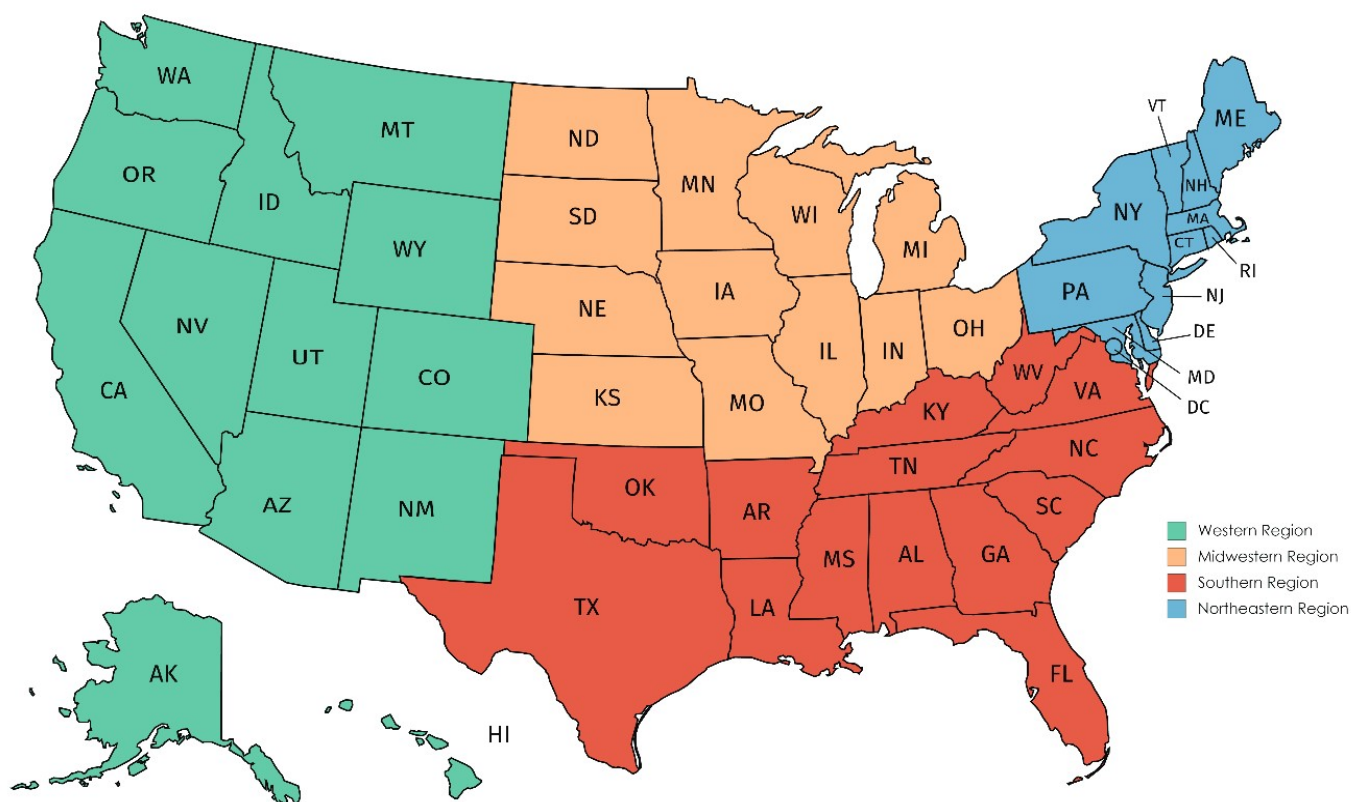 WA
MT
ND
MN
VT
ME
OR
ID
SD
WI
NH
NY
MI
MA
WY
CT
RI
IA
PA
NJ
NE
NV
OH
DE
UT
IL
IN
CO
WV
MD
CA
KS
MO
VA
DC
KY
NC
TN
OK
AZ
NM
AR
SC
MS
AL
GA
Western Region
Midwestern Region
Southern Region
Northeastern Region
TX
LA
AK
FL
HI